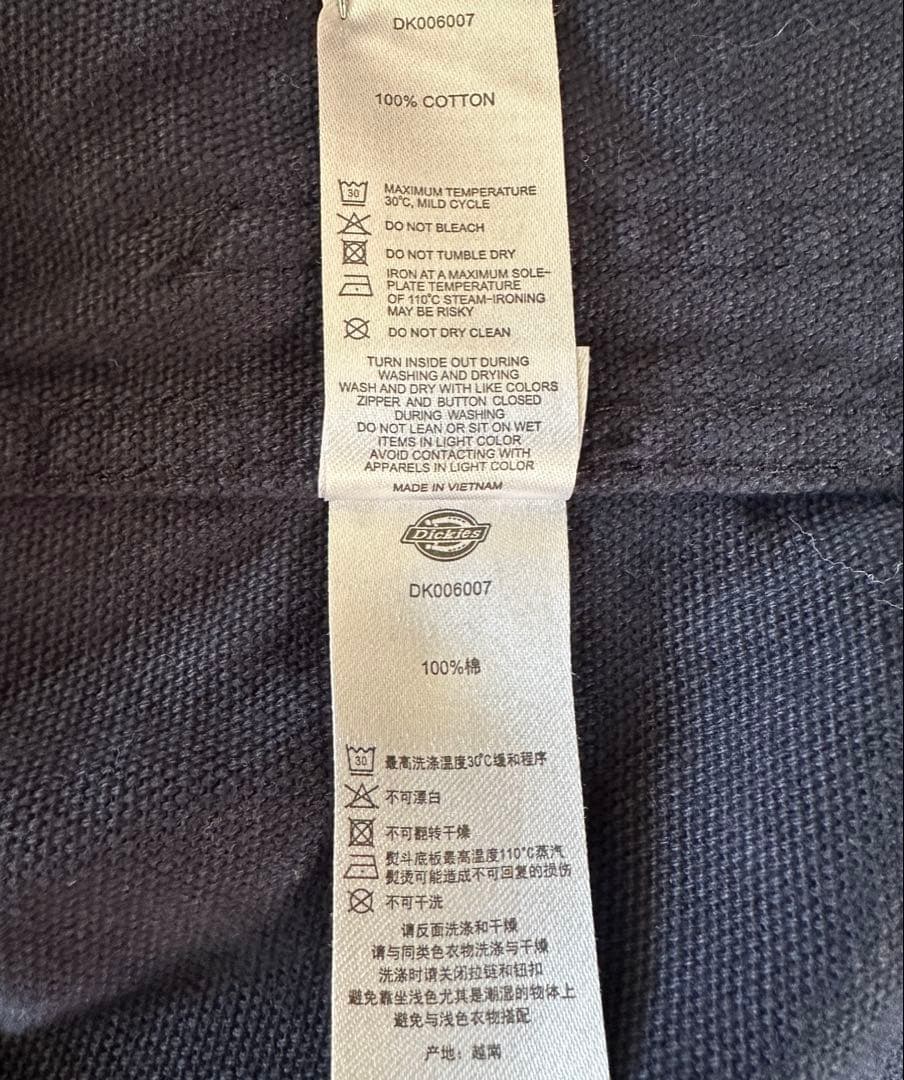 DK006007
100% COTTON
30
MAXIMUM TEMPERATURE
30°C, MILD CYCLE
DO NOT BLEACH
DO NOT TUMBLE DRY
IRON AT A MAXIMUM SOLE-
PLATE TEMPERATURE
OF 110°C STEAM-IRONING
MAY BE RISKY
DO NOT DRY CLEAN
TURN INSIDE OUT DURING
WASHING AND DRYING
WASH AND DRY WITH LIKE COLORS
ZIPPER AND BUTTON CLOSED
DURING WASHING
DO NOT LEAN OR SIT ON WET
ITEMS IN LIGHT COLOR
AVOID CONTACTING WITH
APPARELS IN LIGHT COLOR
MADE IN VIETNAM
Dickies
DK006007
100%棉
30
最高洗涤温度30°C缓和程序
不可漂白
不可翻转干燥
熨斗底板最高温度110°C蒸汽
熨烫可能造成不可回复的损伤
不可干洗
请反面洗涤和干燥
请与同类色衣物洗涤与干燥
洗涤时请关闭拉链和钮扣
避免靠坐浅色尤其是潮湿的物体上
避免与浅色衣物搭配
产地：越南